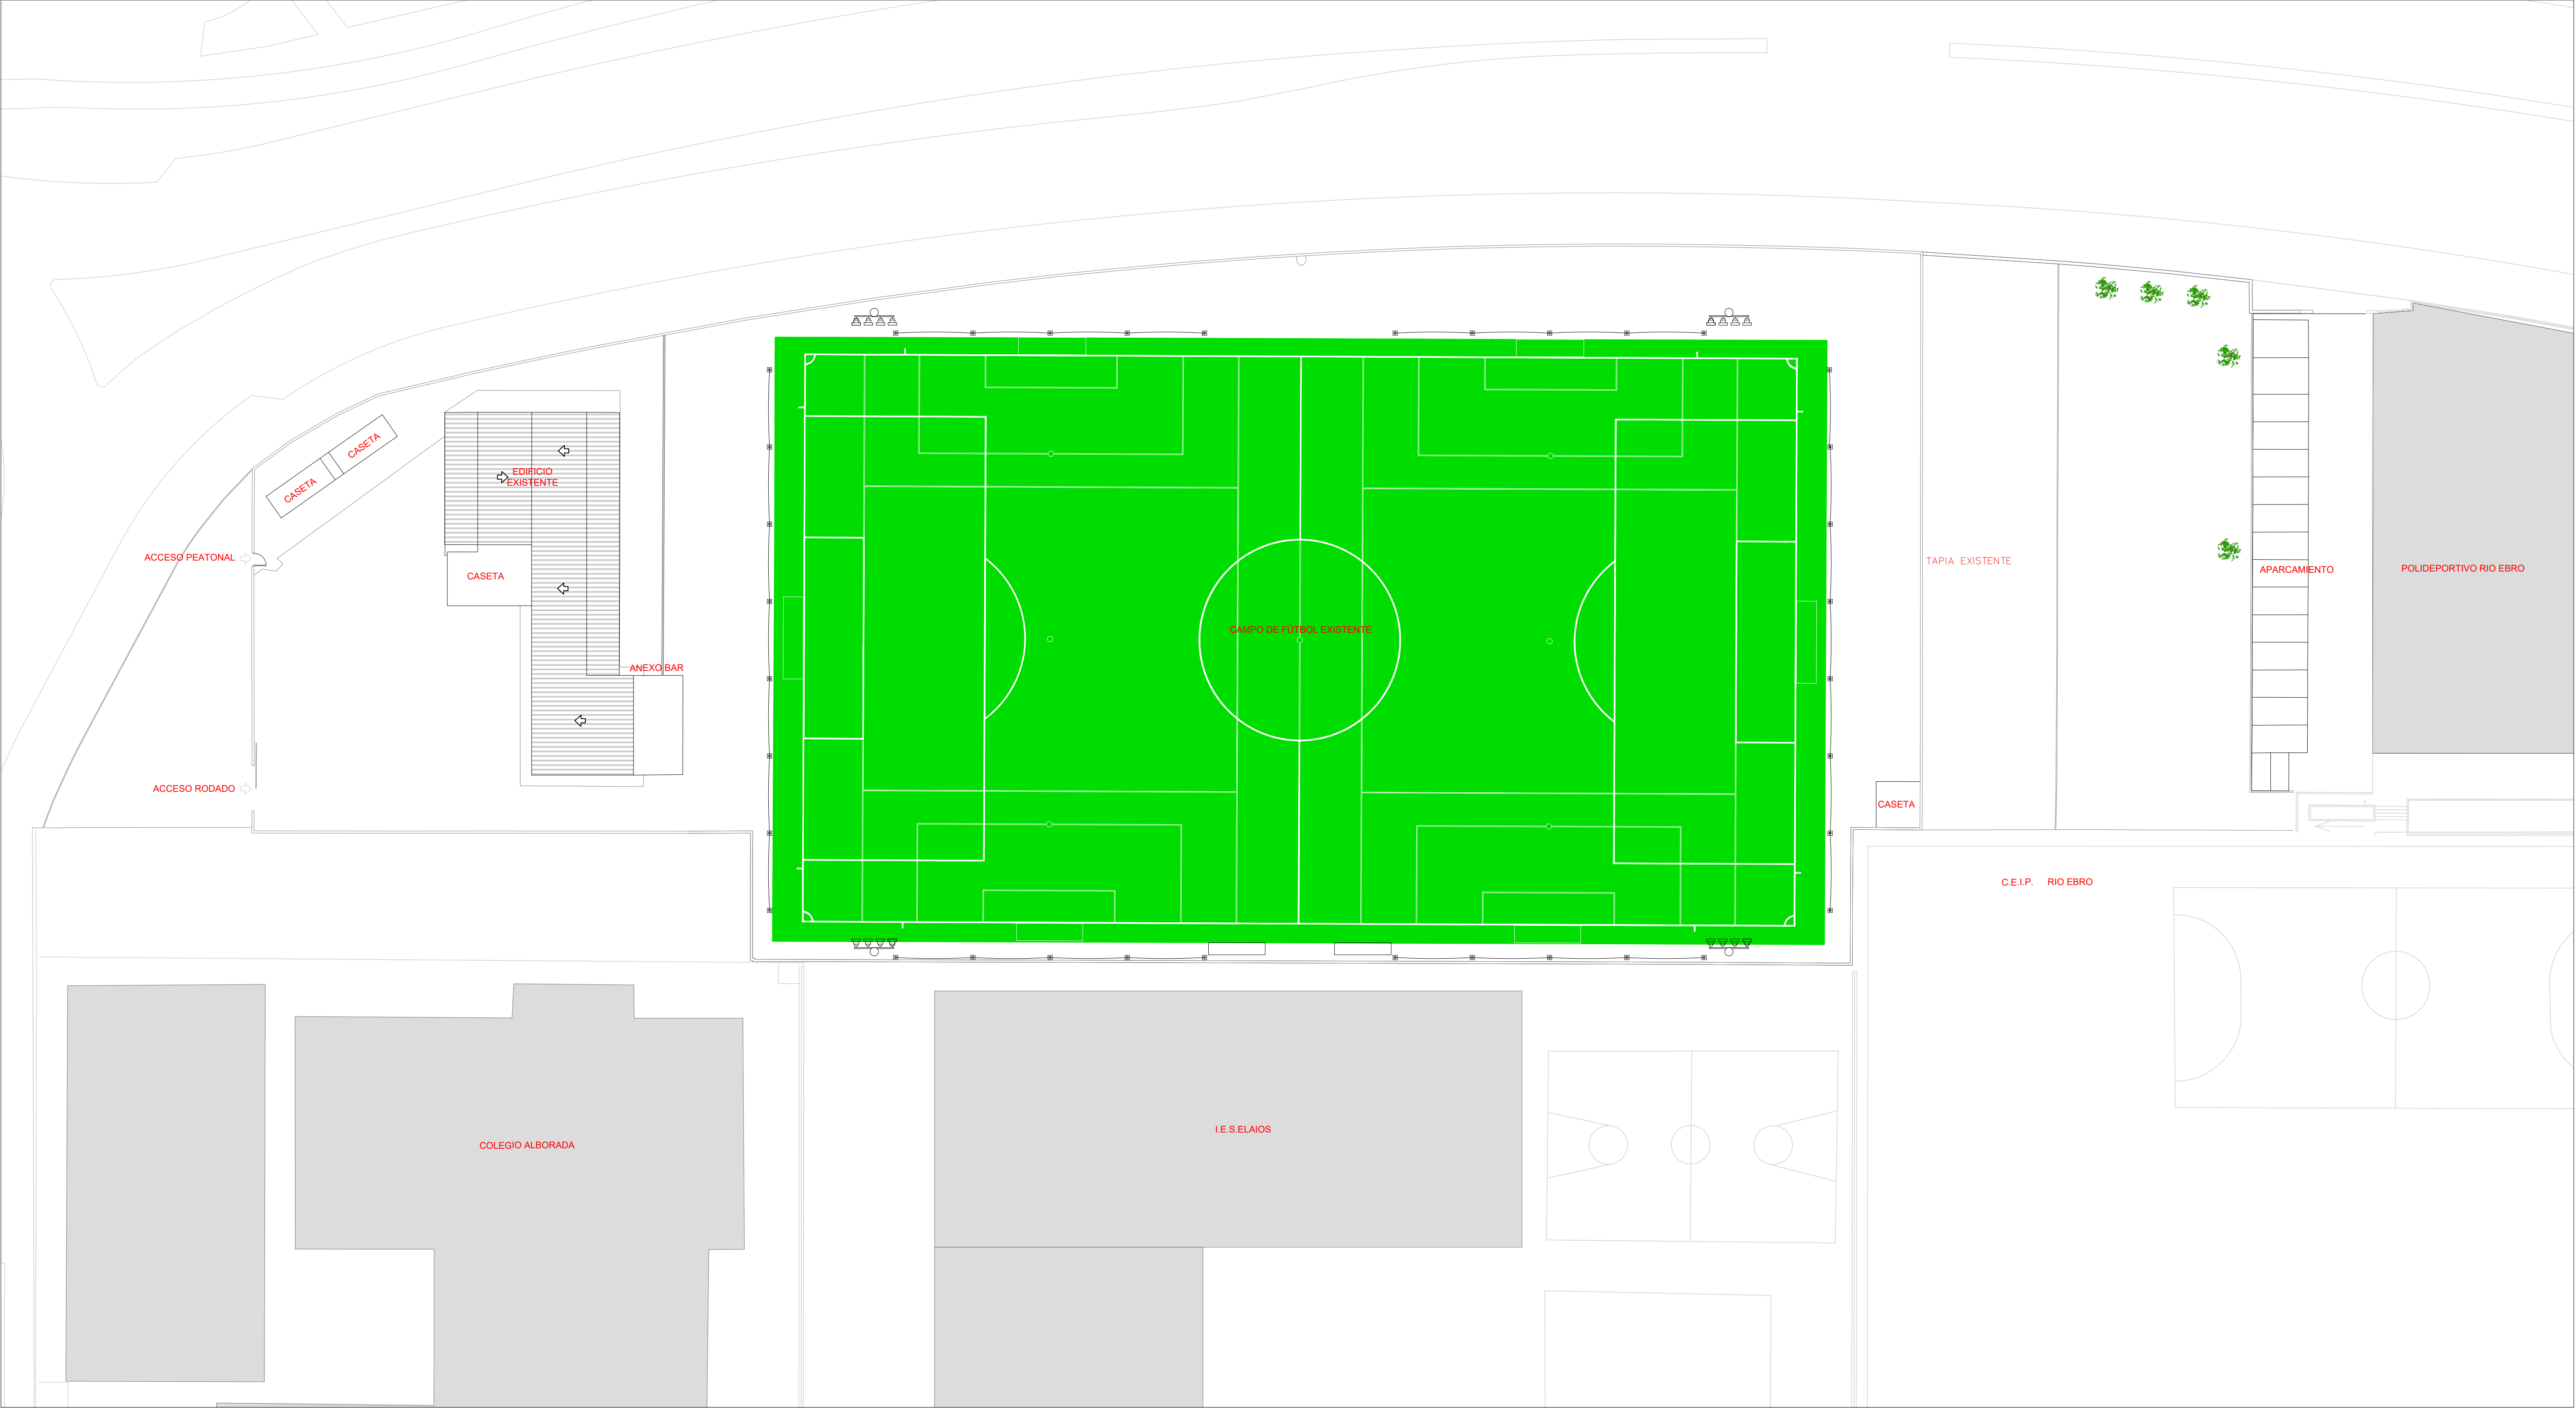 CASETA
CASETA
EDIFICIO
EXISTENTE
ACCESO PEATONAL
TAPIA EXISTENTE
APARCAMIENTO
POLIDEPORTIVO RIO EBRO
CASETA
CAMPO DE FÚTBOL EXISTENTE
ANEXO BAR
ACCESO RODADO
CASETA
C.E.I.P. RIO EBRO
I.E.S.ELAIOS
COLEGIO ALBORADA